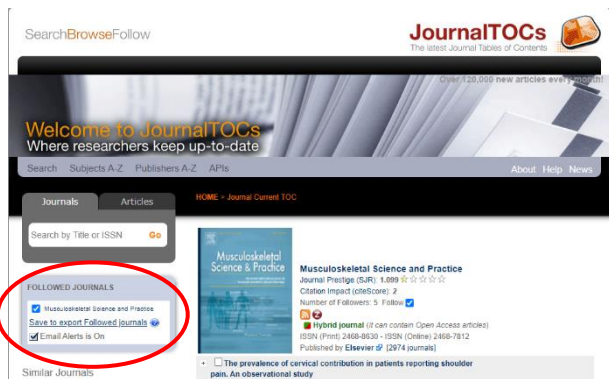 SearchBrowseFollow
JournalTOCs
The latest Journal Tables of Contents
Over 120,000 new articles every month!
Welcome to JournalTOCs
Where researchers keep up-to-date
Search Subjects A-Z Publishers A-Z APIs
About Help News
Journals Articles
HOME > Journal Current TOC
Search by Title or ISSN Go
FOLLOWED JOURNALS
Musculoskeletal Science and Practice
Save to export Followed journals
Email Alerts is On
Similar Journals
Musculoskeletal
Science & Practice
Musculoskeletal Science and Practice
Journal Prestige (SJR): 1.099
Citation Impact (citeScore): 2
Number of Followers: 5 Follow
Hybrid journal (It can contain Open Access articles)
ISSN (Print) 2468-8630 - ISSN (Online) 2468-7812
Published by Elsevier [2974 journals]
+ The prevalence of cervical contribution in patients reporting shoulder
pain. An observational study